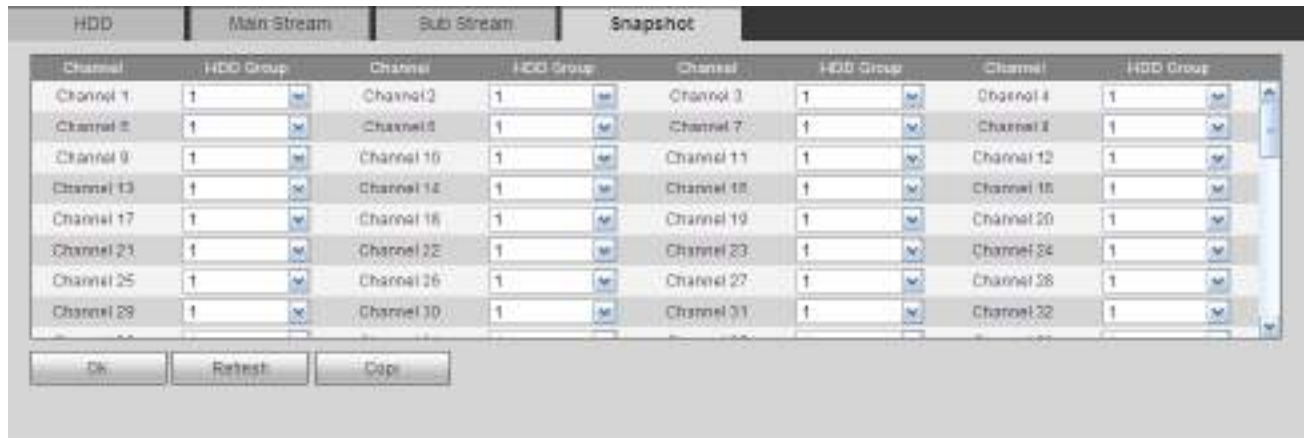 HDD Main Stream Sub Stream Snapshot
Channel HDD Group Channel HDD Group Channel HDD Group Channel HDD Group
Channel 1 1 Channel 2 1 Channel 3 1 Channel 4 1
Channel 5 1 Channel 6 1 Channel 7 1 Channel 8 1
Channel 9 1 Channel 10 1 Channel 11 1 Channel 12 1
Channel 13 1 Channel 14 1 Channel 15 1 Channel 16 1
Channel 17 1 Channel 18 1 Channel 19 1 Channel 20 1
Channel 21 1 Channel 22 1 Channel 23 1 Channel 24 1
Channel 25 1 Channel 26 1 Channel 27 1 Channel 28 1
Channel 29 1 Channel 30 1 Channel 31 1 Channel 32 1
Ok Refresh Copy